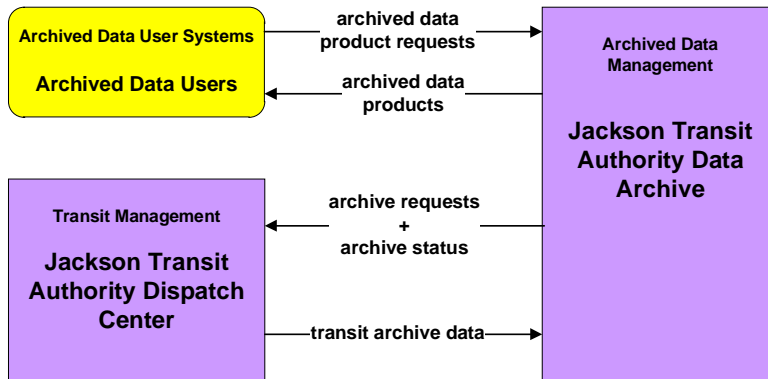 Archived Data User Systems
Archived Data Users
archived data
product requests
archived data
products
Archived Data
Management
Jackson Transit
Authority Data
Archive
Transit Management
Jackson Transit
Authority Dispatch
Center
archive requests
+
archive status
transit archive data